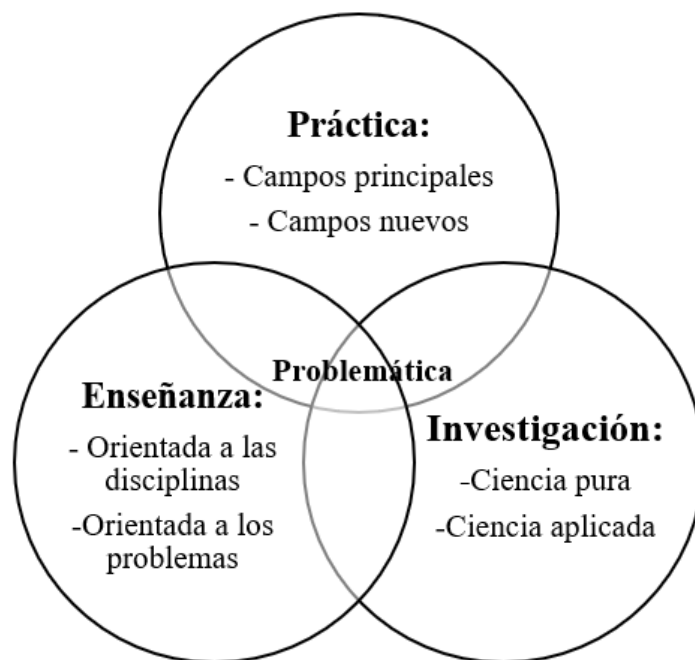 Práctica:
- Campos principales
- Campos nuevos
Problemática
Enseñanza:
- Orientada a las
disciplinas
-Orientada a los
problemas
Investigación:
-Ciencia pura
-Ciencia aplicada